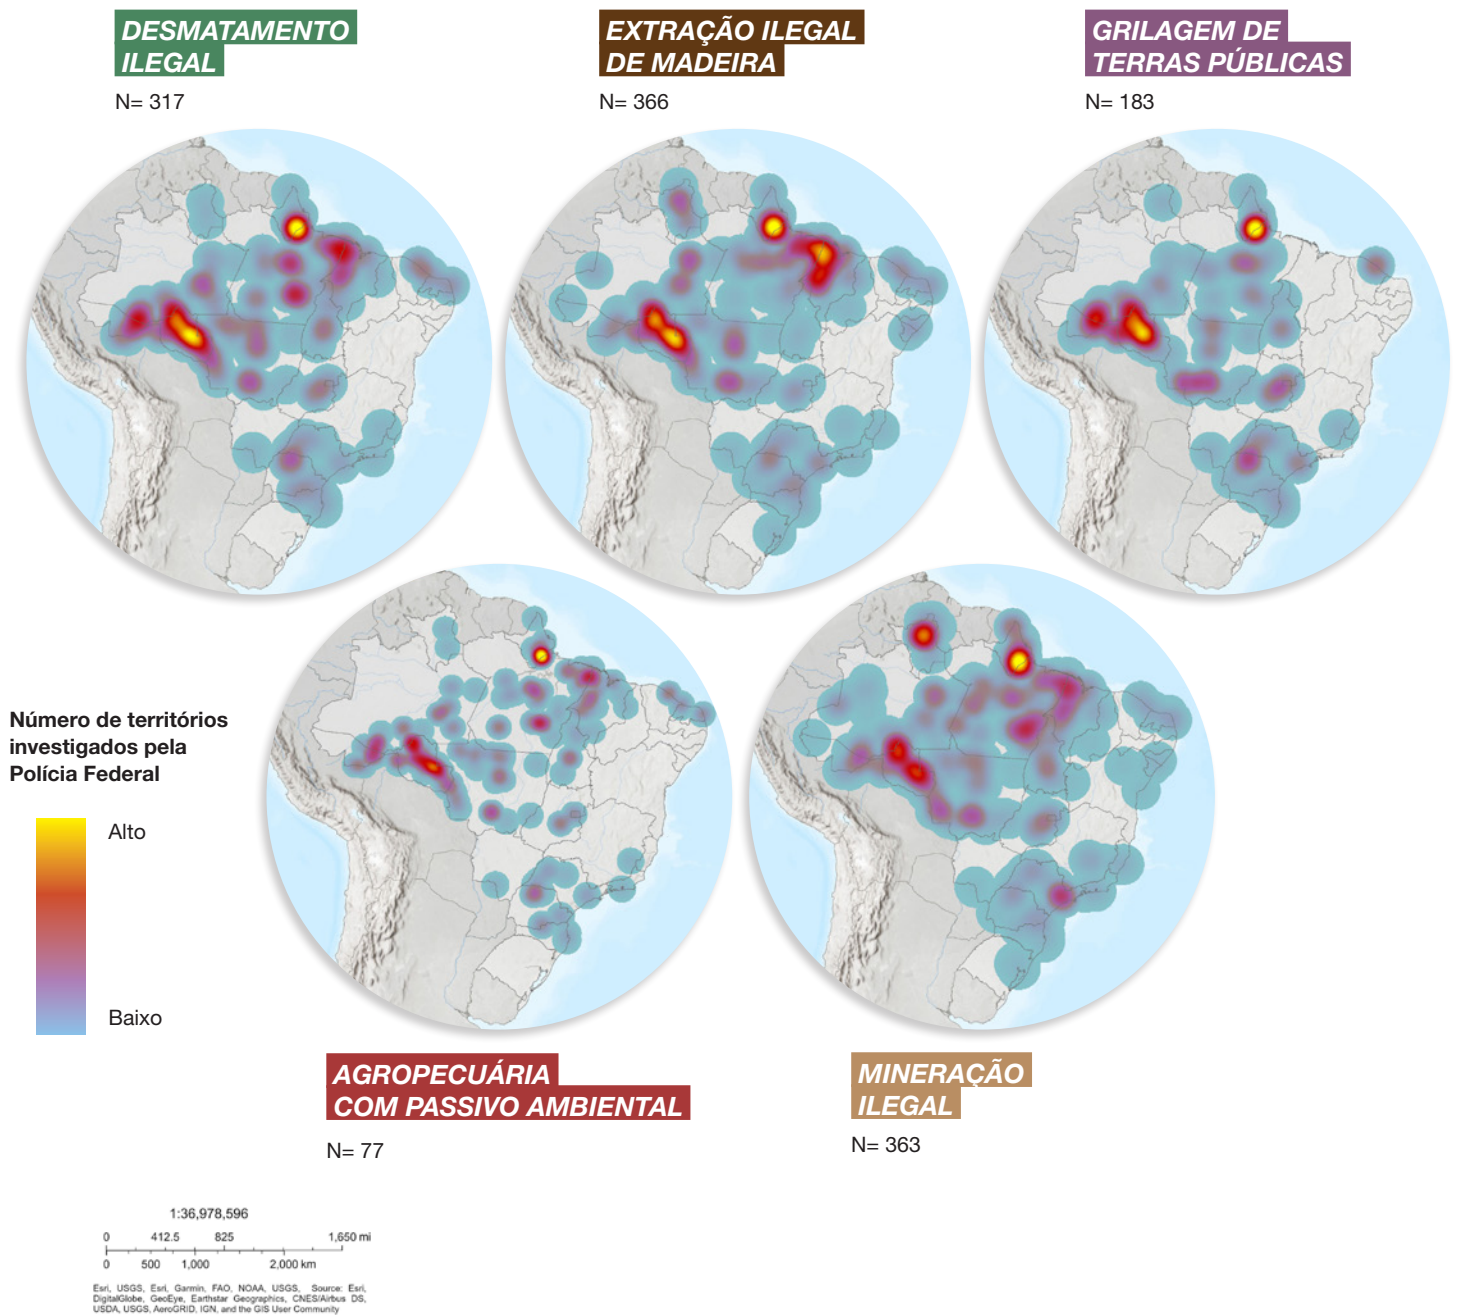 DESMATAMENTO
ILEGAL
N= 317
EXTRAÇÃO ILEGAL
DE MADEIRA
N= 366
GRILAGEM DE
TERRAS PÚBLICAS
N= 183
Número de territórios
investigados pela
Polícia Federal
Alto
Baixo
AGROPECUÁRIA
COM PASSIVO AMBIENTAL
N= 77
MINERAÇÃO
ILEGAL
N= 363
1:36,978,596
0 412.5 825 1,650 mi
0 500 1,000 2,000 km
Esri, USGS, Esri, Garmin, FAO, NOAA, USGS, Source: Esri,
DigitalGlobe, GeoEye, Earthstar Geographics, CNES/Airbus DS,
USDA, USGS, AeroGRID, IGN, and the GIS User Community